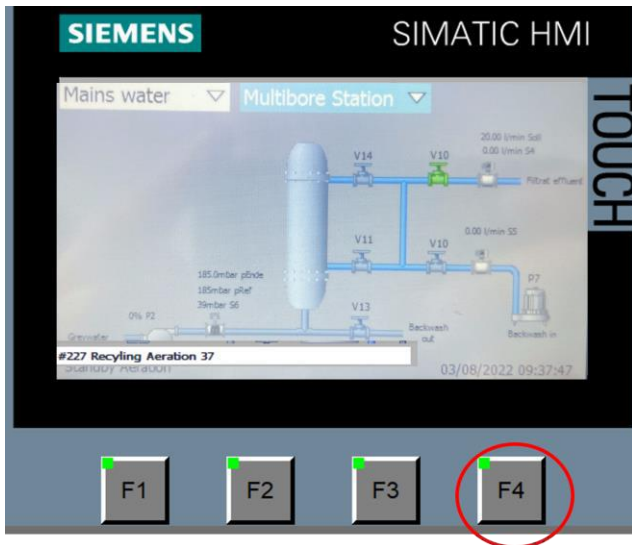 SIEMENS
SIMATIC HMI
TOUCH
Mains water
Multibore Station
20.00 l/min Soll
0.00 l/min S4
V14
V10
Filtrat effluent
V11
V10
0.00 l/min S5
185.0mbar pEnde
185mbar pRef
39mbar S6
P7
0% P2
V13
Greywater
Backwash
out
Backwash in
#227 Recyling Aeration 37
Standby Aeration
03/08/2022 09:37:47
F1
F2
F3
F4